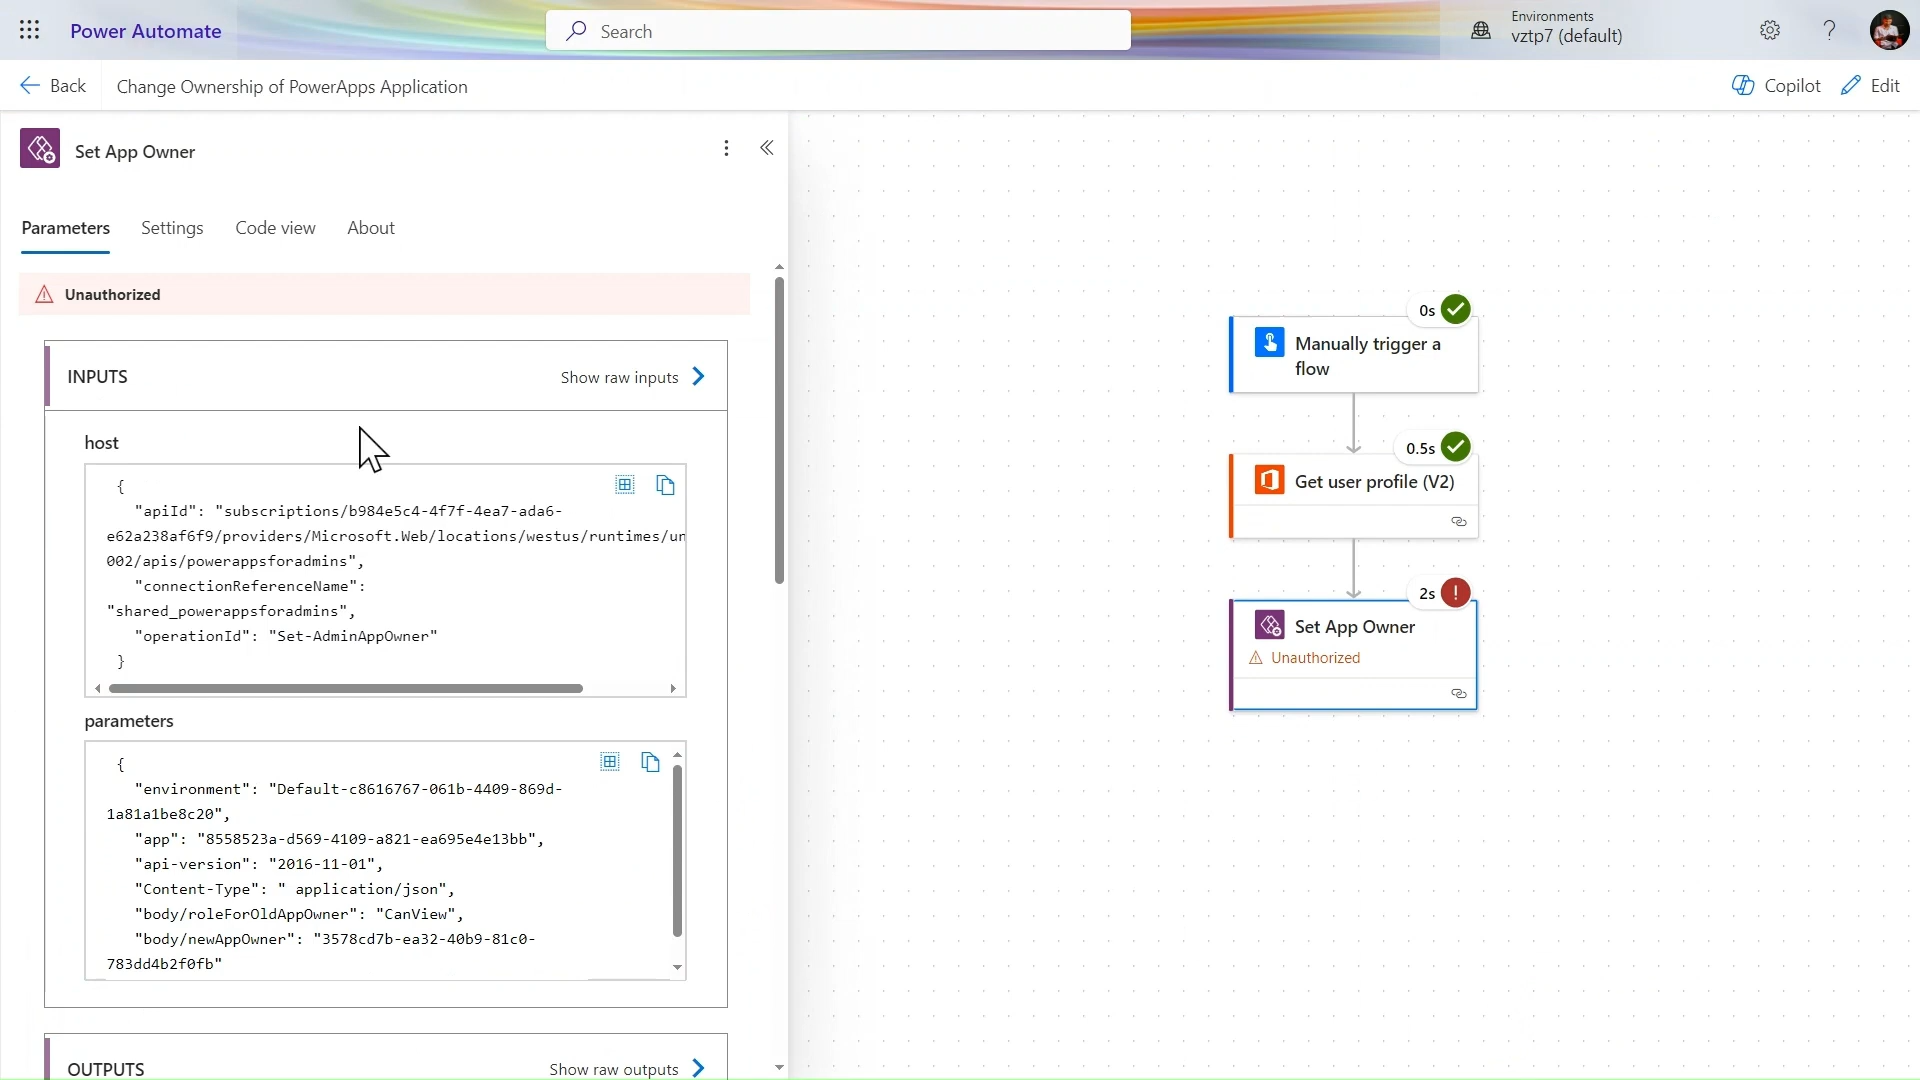 Power Automate
Search
Environments
vztp7 (default)
?
Back
Change Ownership of PowerApps Application
Copilot
Edit
Set App Owner
Parameters
Settings
Code view
About
Unauthorized
INPUTS
Show raw inputs
host
{
"apiId": "subscriptions/b984e5c4-4f7f-4ea7-ada6-
e62a238af6f9/providers/Microsoft.Web/locations/westus/runtimes/un
002/apis/powerappsforadmins",
"connectionReferenceName":
"shared_powerappsforadmins",
"operationId": "Set-AdminAppOwner"
}
parameters
{
"environment": "Default-c8616767-061b-4409-869d-
1a81a1be8c20",
"app": "8558523a-d569-4109-a821-ea695e4e13bb",
"api-version": "2016-11-01",
"Content-Type": " application/json",
"body/roleForOldAppOwner": "CanView",
"body/newAppOwner": "3578cd7b-ea32-40b9-81c0-
783dd4b2f0fb"
OUTPUTS
Show raw outputs
0s
Manually trigger a
flow
0.5s
Get user profile (V2)
2s
Set App Owner
Unauthorized